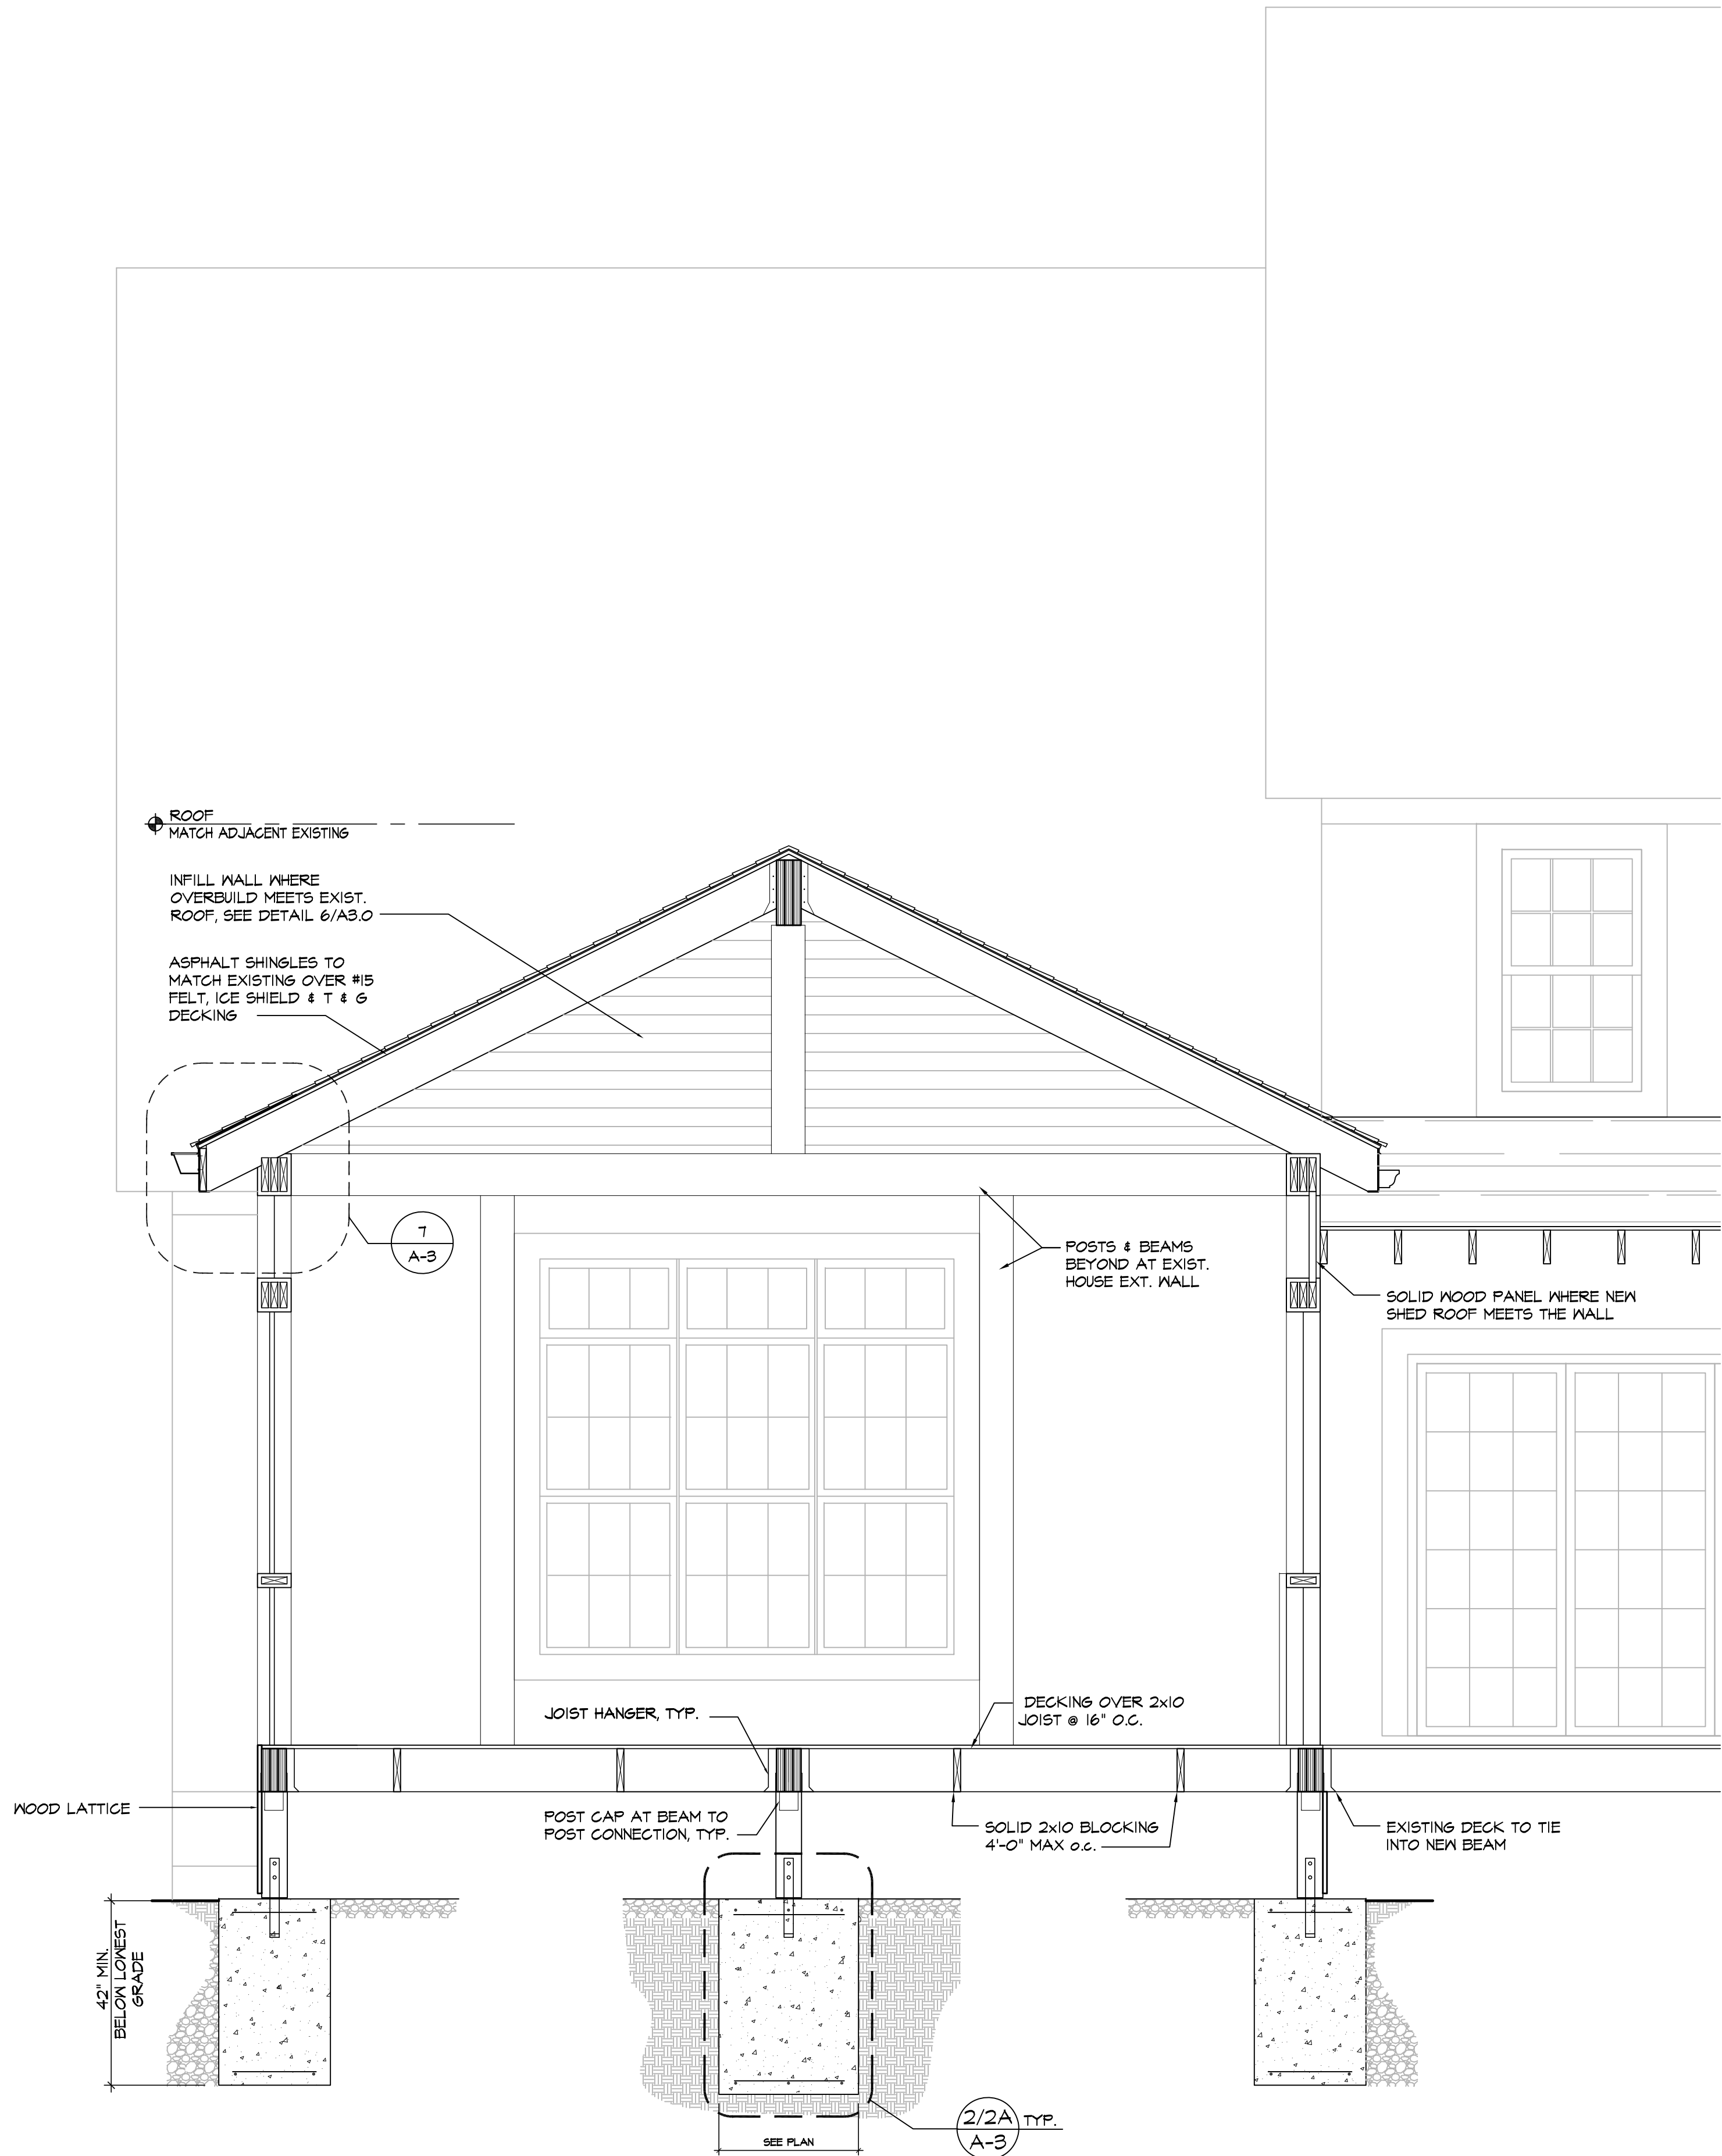 ROOF
MATCH ADJACENT EXISTING
INFILL WALL WHERE
OVERBUILD MEETS EXIST.
ROOF, SEE DETAIL 6/A3.0
ASPHALT SHINGLES TO
MATCH EXISTING OVER #15
FELT, ICE SHIELD & T & G
DECKING
7
A-3
POSTS & BEAMS
BEYOND AT EXIST.
HOUSE EXT. WALL
SOLID WOOD PANEL WHERE NEW
SHED ROOF MEETS THE WALL
JOIST HANGER, TYP.
DECKING OVER 2x10
JOIST @ 16" O.C.
WOOD LATTICE
POST CAP AT BEAM TO
POST CONNECTION, TYP.
SOLID 2x10 BLOCKING
4'-0" MAX o.c.
EXISTING DECK TO TIE
INTO NEW BEAM
42" MIN.
BELOW LOWEST
GRADE
SEE PLAN
2/2A TYP.
A-3